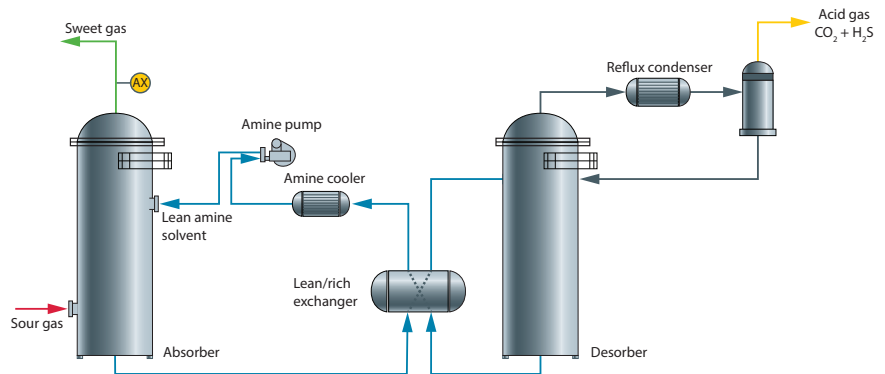 Sweet gas
AX
Acid gas
CO₂ + H₂S
Reflux condenser
Amine pump
Amine cooler
Lean amine
solvent
Lean/rich
exchanger
Sour gas
Absorber
Desorber